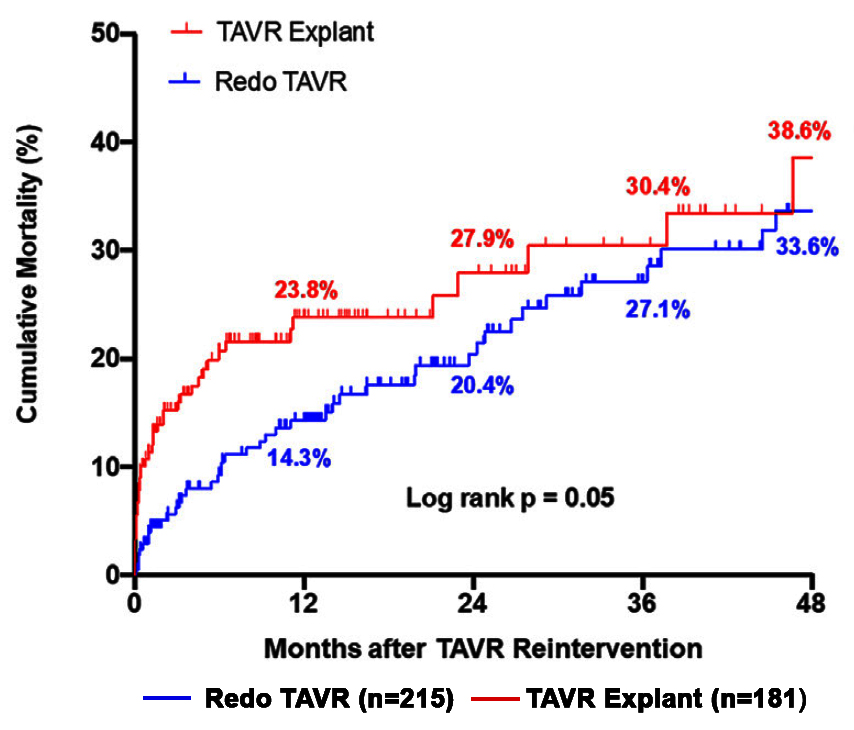 50
TAVR Explant
Redo TAVR
40
38.6%
30.4%
27.9%
30
33.6%
23.8%
27.1%
20
20.4%
14.3%
10
Log rank p = 0.05
0
0 12 24 36 48
Cumulative Mortality (%)
Months after TAVR Reintervention
Redo TAVR (n=215) TAVR Explant (n=181)